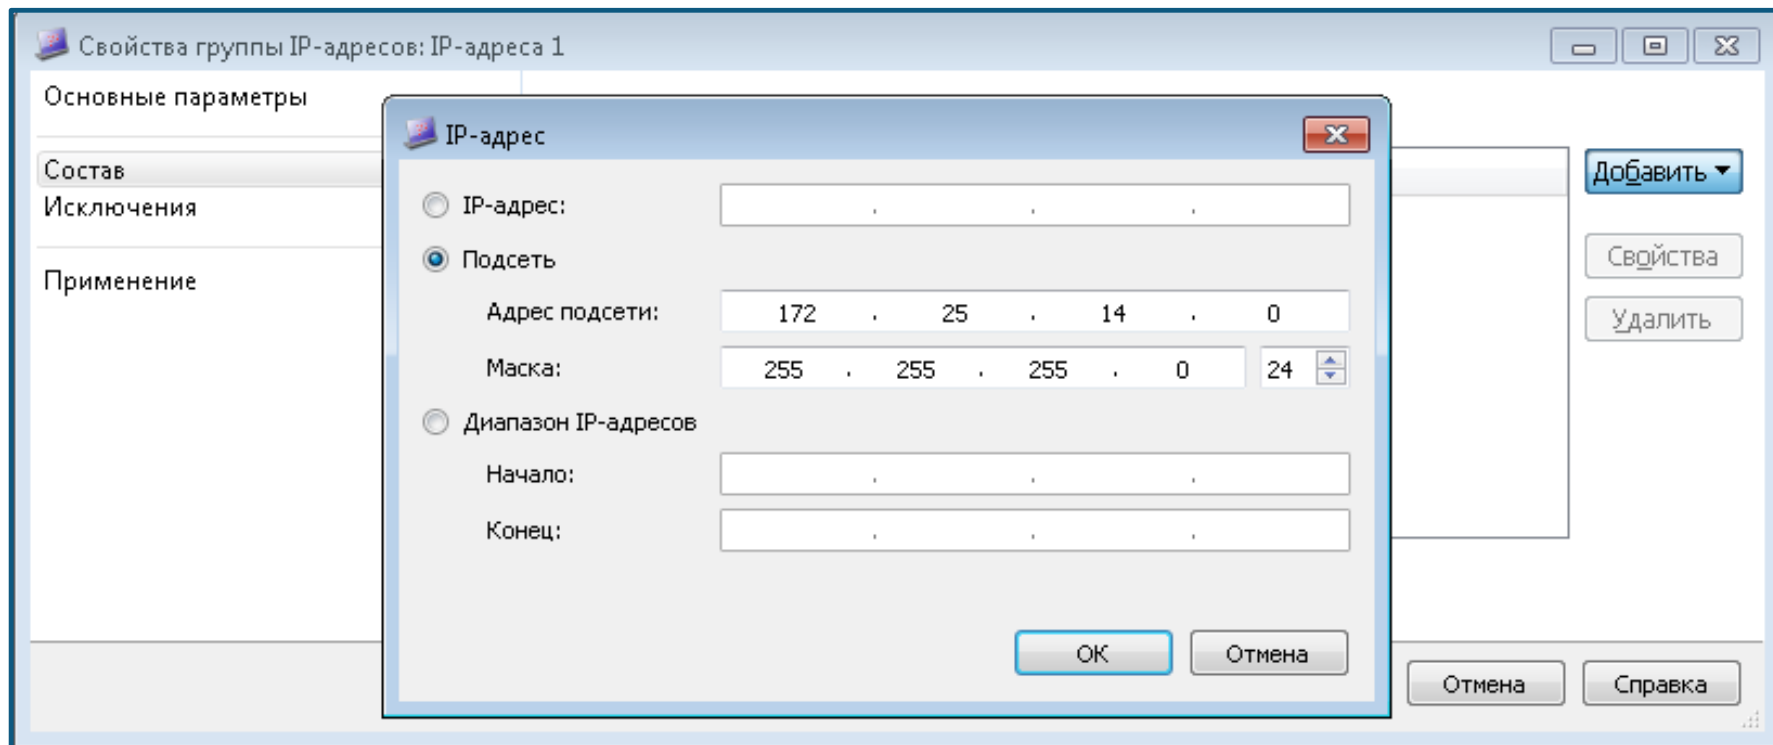 Свойства группы IP-адресов: IP-адреса 1
Основные параметры
Состав
Исключения
Применение
IP-адрес
IP-адрес: . . .
Подсеть
Адрес подсети: 172 . 25 . 14 . 0
Маска: 255 . 255 . 255 . 0 24
Диапазон IP-адресов
Начало: . . .
Конец: . . .
OK Отмена
Добавить
Свойства
Удалить
Отмена Справка